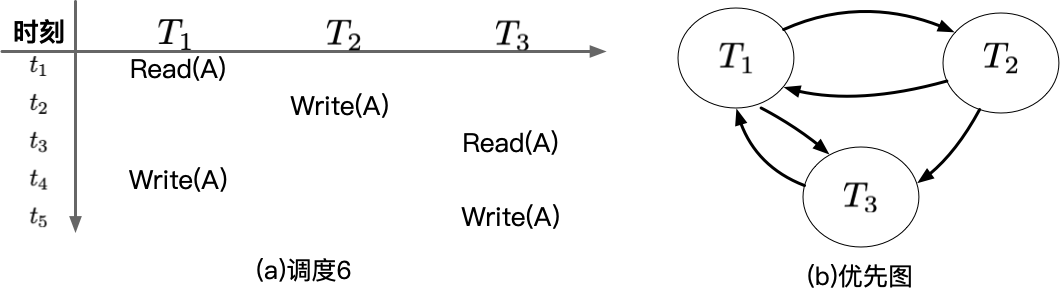 时刻 T₁ T₂ T₃
t₁ Read(A)
t₂ Write(A)
t₃ Read(A)
t₄ Write(A)
t₅ Write(A)
(a)调度6
T₁ T₂
T₃
(b)优先图